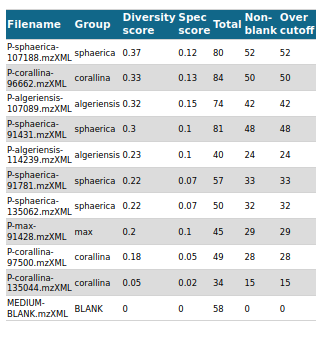 Filename Group Diversity score Spec score Total Non-blank Over cutoff
P-sphaerica-107188.mzXML sphaerica 0.37 0.12 80 52 52
P-corallina-96662.mzXML corallina 0.33 0.13 84 50 50
P-algeriensis-107089.mzXML algeriensis 0.32 0.15 74 42 42
P-sphaerica-91431.mzXML sphaerica 0.3 0.1 81 48 48
P-algeriensis-114239.mzXML algeriensis 0.23 0.1 40 24 24
P-sphaerica-91781.mzXML sphaerica 0.22 0.07 57 33 33
P-sphaerica-135062.mzXML sphaerica 0.22 0.07 50 32 32
P-max-91428.mzXML max 0.2 0.1 45 29 29
P-corallina-97500.mzXML corallina 0.18 0.05 49 28 28
P-corallina-135044.mzXML corallina 0.05 0.02 34 15 15
MEDIUM-BLANK.mzXML BLANK 0 0 58 0 0